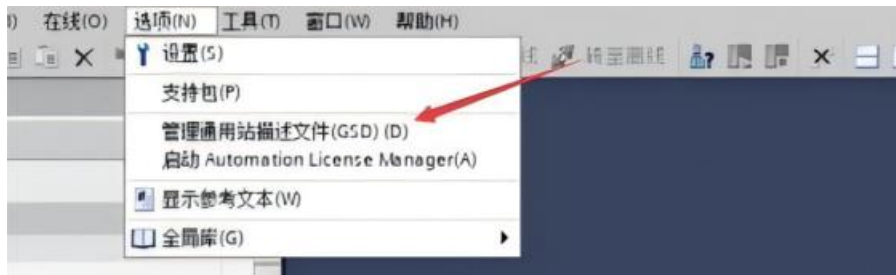 在线(O) 选项(N) 工具(T) 窗口(W) 帮助(H)
设置(S)
支持包(P)
管理通用站描述文件(GSD) (D)
启动 Automation License Manager(A)
显示参考文本(W)
全局库(G)